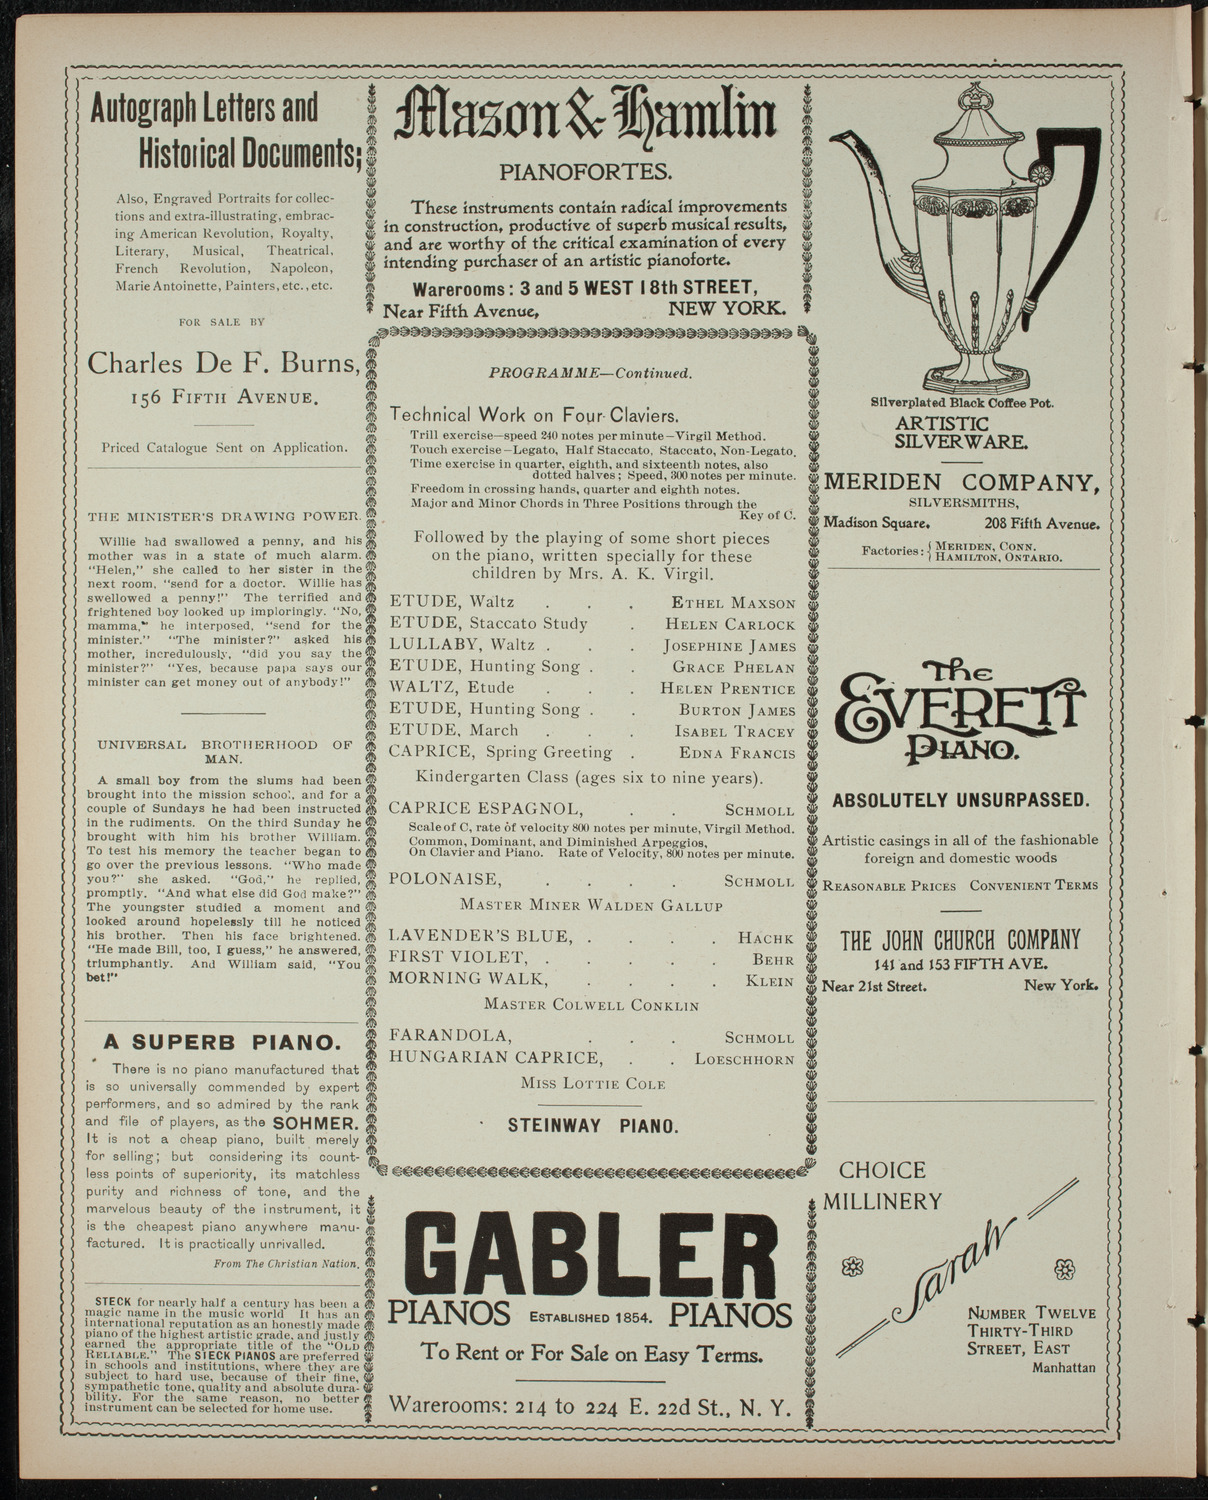 Autograph Letters and
Historical Documents;
Also, Engraved Portraits for collec-
tions and extra-illustrating, embrac-
ing American Revolution, Royalty,
Literary, Musical, Theatrical,
French Revolution, Napoleon,
Marie Antoinette, Painters, etc., etc.
FOR SALE BY
Charles De F. Burns,
156 FIFTH AVENUE.
Priced Catalogue Sent on Application.
THE MINISTER'S DRAWING POWER.
Willie had swallowed a penny, and his
mother was in a state of much alarm.
"Helen," she called to her sister in the
next room, "send for a doctor. Willie has
swellowed a penny!" The terrified and
frightened boy looked up imploringly. "No,
mamma," he interposed, "send for the
minister." "The minister?" asked his
mother, incredulously, "did you say the
minister?" "Yes, because papa says our
minister can get money out of anybody!"
UNIVERSAL BROTHERHOOD OF
MAN.
A small boy from the slums had been
brought into the mission school, and for a
couple of Sundays he had been instructed
in the rudiments. On the third Sunday he
brought with him his brother William.
To test his memory the teacher began to
go over the previous lessons. "Who made
you?" she asked. "God," he replied,
promptly. "And what else did God make?"
The youngster studied a moment and
looked around hopelessly till he noticed
his brother. Then his face brightened.
"He made Bill, too, I guess," he answered,
triumphantly. And William said, "You
bet!"
A SUPERB PIANO.
There is no piano manufactured that
is so universally commended by expert
performers, and so admired by the rank
and file of players, as the SOHMER.
It is not a cheap piano, built merely
for selling; but considering its count-
less points of superiority, its matchless
purity and richness of tone, and the
marvelous beauty of the instrument, it
is the cheapest piano anywhere manu-
factured. It is practically unrivalled.
From The Christian Nation.
STECK for nearly half a century has been a
magic name in the music world It has an
international reputation as an honestly made
piano of the highest artistic grade, and justly
earned the appropriate title of the "OLD
RELIABLE." The STECK PIANOS are preferred
in schools and institutions, where they are
subject to hard use, because of their fine,
sympathetic tone, quality and absolute dura-
bility. For the same reason, no better
instrument can be selected for home use.
Mason & Hamlin
PIANOFORTES.
These instruments contain radical improvements
in construction, productive of superb musical results,
and are worthy of the critical examination of every
intending purchaser of an artistic pianoforte.
Warerooms: 3 and 5 WEST 18th STREET,
Near Fifth Avenue, NEW YORK.
PROGRAMME—Continued.
Technical Work on Four Claviers.
Trill exercise—speed 240 notes per minute—Virgil Method.
Touch exercise—Legato, Half Staccato, Staccato, Non-Legato.
Time exercise in quarter, eighth, and sixteenth notes, also
dotted halves; Speed, 300 notes per minute.
Freedom in crossing hands, quarter and eighth notes.
Major and Minor Chords in Three Positions through the
Key of C.
Followed by the playing of some short pieces
on the piano, written specially for these
children by Mrs. A. K. Virgil.
ETUDE, Waltz . . . ETHEL MAXSON
ETUDE, Staccato Study . HELEN CARLOCK
LULLABY, Waltz . . . JOSEPHINE JAMES
ETUDE, Hunting Song . . GRACE PHELAN
WALTZ, Etude . . . HELEN PRENTICE
ETUDE, Hunting Song . . BURTON JAMES
ETUDE, March . . . ISABEL TRACEY
CAPRICE, Spring Greeting . EDNA FRANCIS
Kindergarten Class (ages six to nine years).
CAPRICE ESPAGNOL, . . SCHMOLL
Scale of C, rate of velocity 800 notes per minute, Virgil Method.
Common, Dominant, and Diminished Arpeggios,
On Clavier and Piano. Rate of Velocity, 800 notes per minute.
POLONAISE, . . . . SCHMOLL
MASTER MINER WALDEN GALLUP
LAVENDER'S BLUE, . . . . HACHK
FIRST VIOLET, . . . . . BEHR
MORNING WALK, . . . . KLEIN
MASTER COLWELL CONKLIN
FARANDOLA, . . . SCHMOLL
HUNGARIAN CAPRICE, . . LOESCHHORN
MISS LOTTIE COLE
STEINWAY PIANO.
GABLER
PIANOS ESTABLISHED 1854. PIANOS
To Rent or For Sale on Easy Terms.
Warerooms: 214 to 224 E. 22d St., N. Y.
Silverplated Black Coffee Pot.
ARTISTIC
SILVERWARE.
MERIDEN COMPANY,
SILVERSMITHS,
Madison Square. 208 Fifth Avenue.
Factories: { MERIDEN, CONN.
HAMILTON, ONTARIO.
The
EVERETT
PIANO.
ABSOLUTELY UNSURPASSED.
Artistic casings in all of the fashionable
foreign and domestic woods
REASONABLE PRICES CONVENIENT TERMS
THE JOHN CHURCH COMPANY
141 and 153 FIFTH AVE.
Near 21st Street. New York.
CHOICE
MILLINERY
Sarah
NUMBER TWELVE
THIRTY-THIRD
STREET, EAST
Manhattan